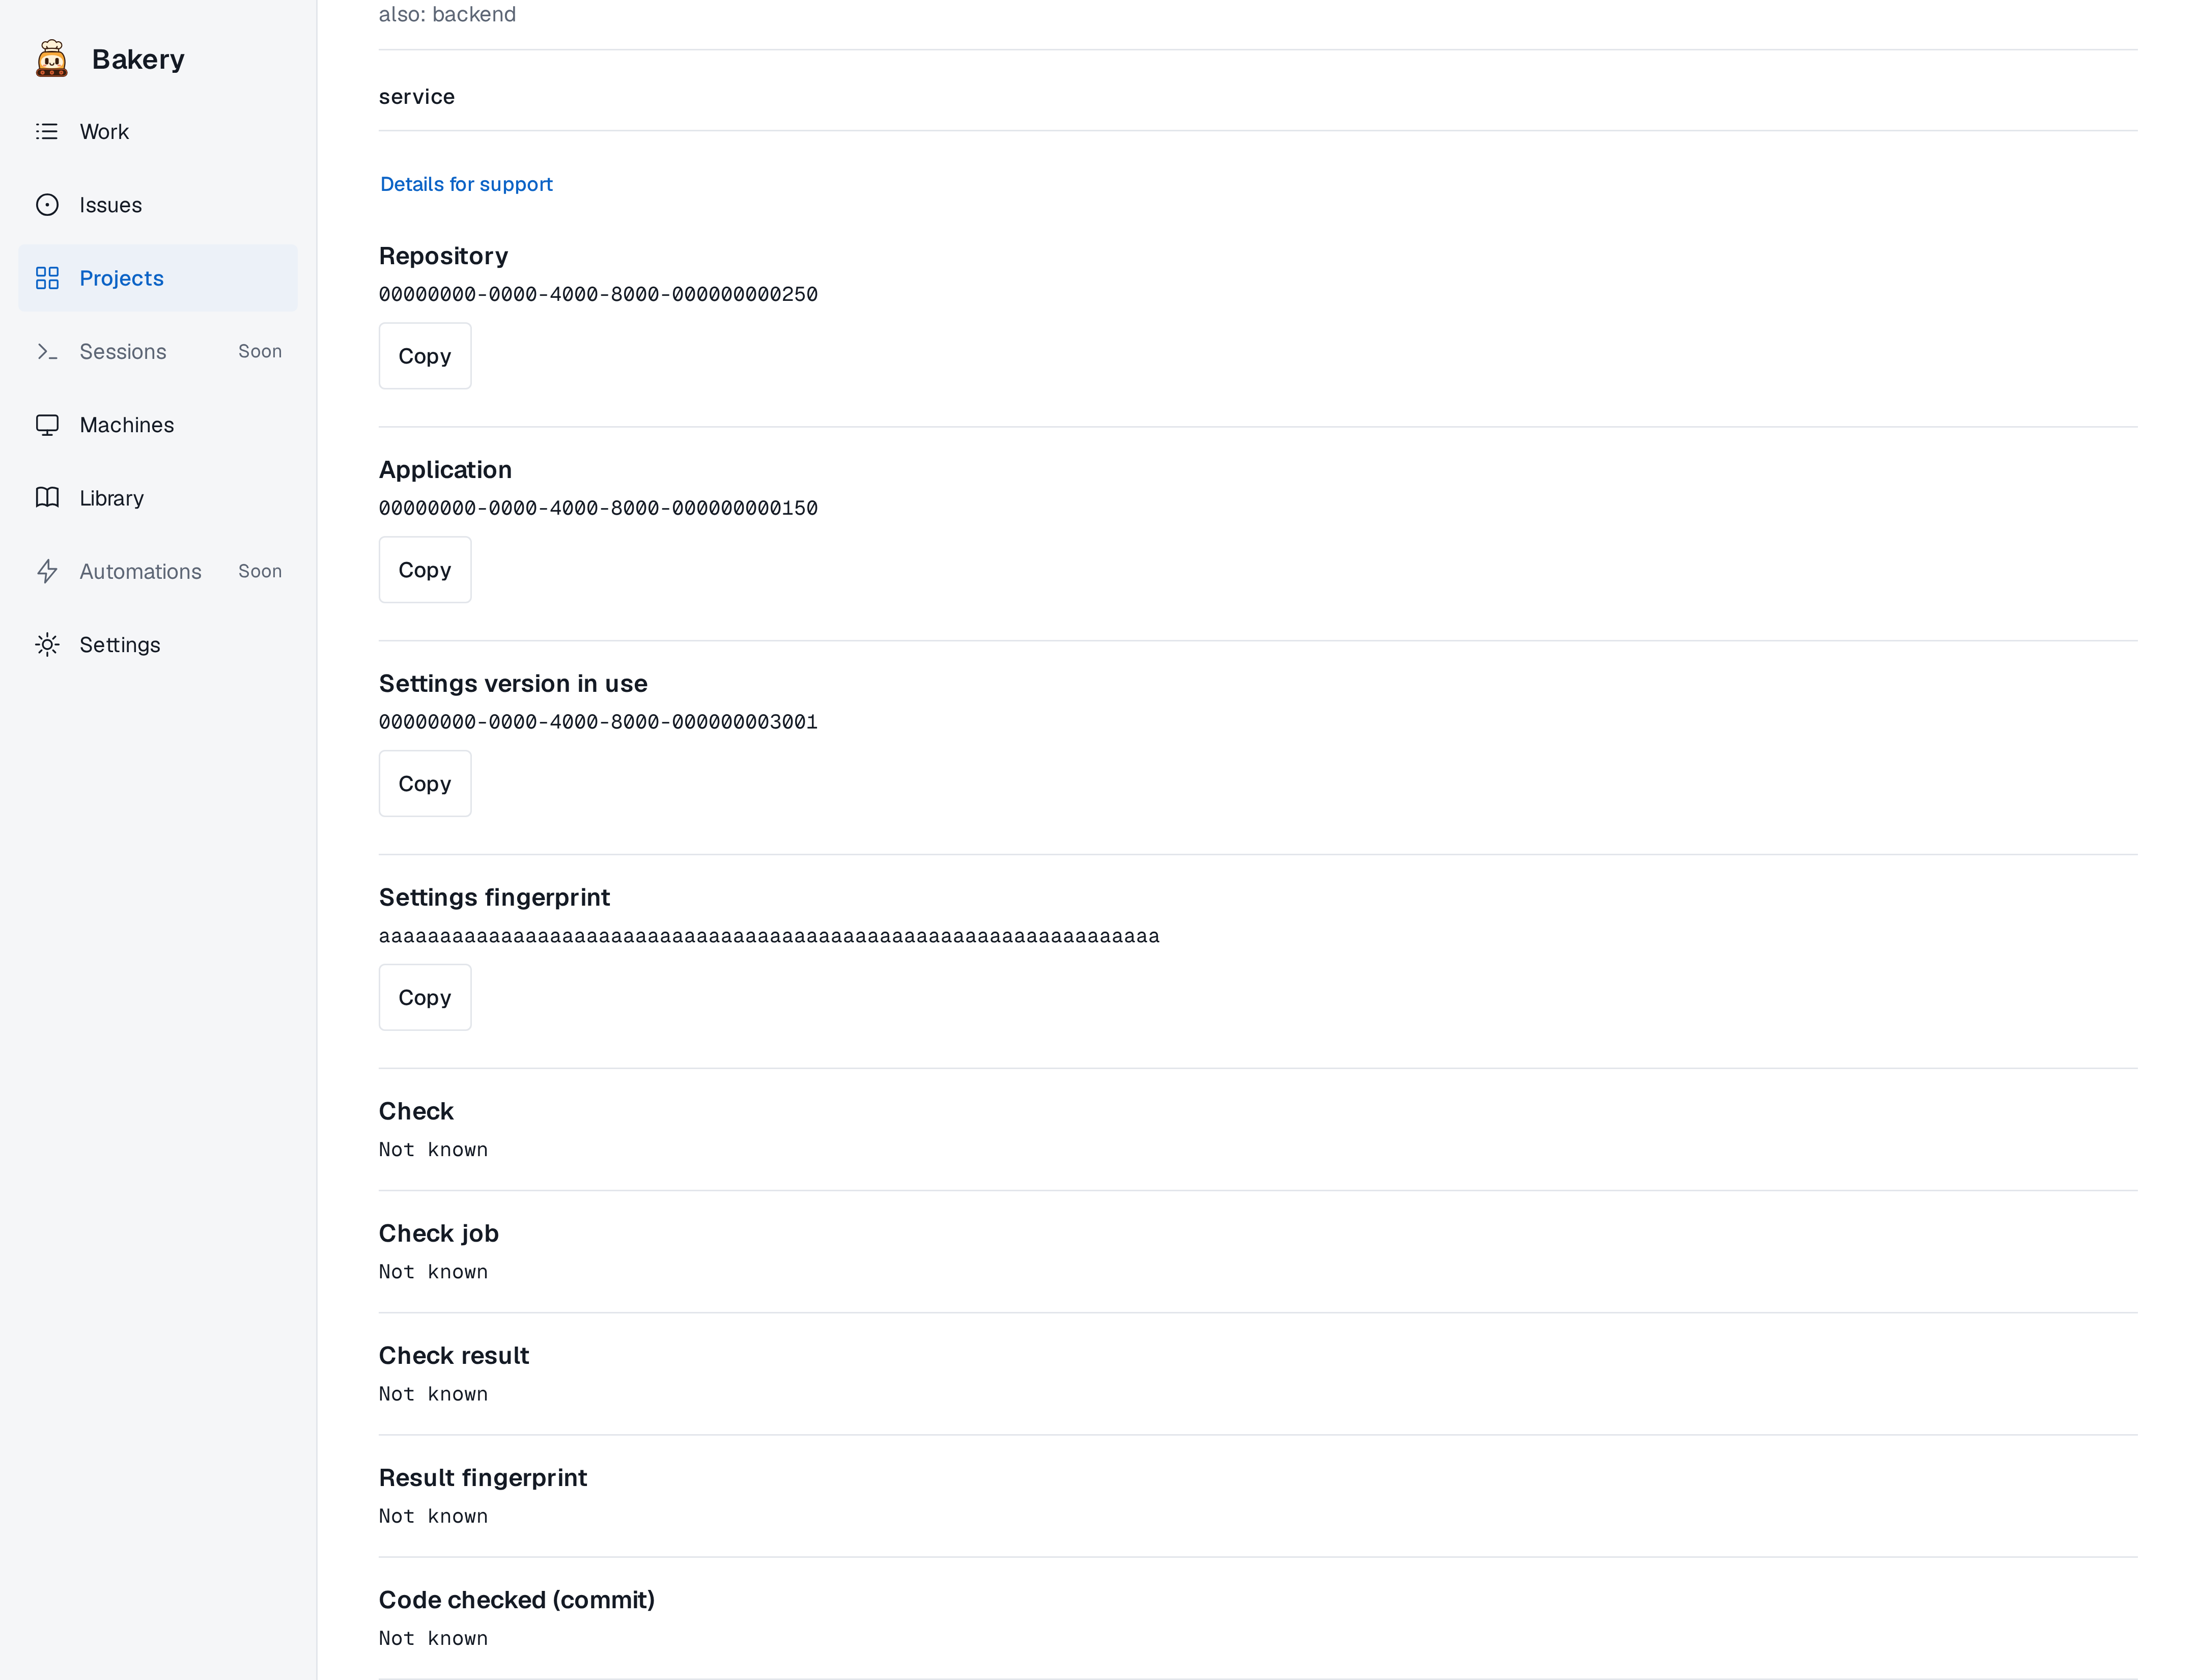 Bakery
Work
Issues
Projects
Sessions Soon
Machines
Library
Automations Soon
Settings
also: backend
service
Details for support
Repository
00000000-0000-4000-8000-000000000250
Copy
Application
00000000-0000-4000-8000-000000000150
Copy
Settings version in use
00000000-0000-4000-8000-000000003001
Copy
Settings fingerprint
aaaaaaaaaaaaaaaaaaaaaaaaaaaaaaaaaaaaaaaaaaaaaaaaaaaaaaaaaaaaaaaa
Copy
Check
Not known
Check job
Not known
Check result
Not known
Result fingerprint
Not known
Code checked (commit)
Not known